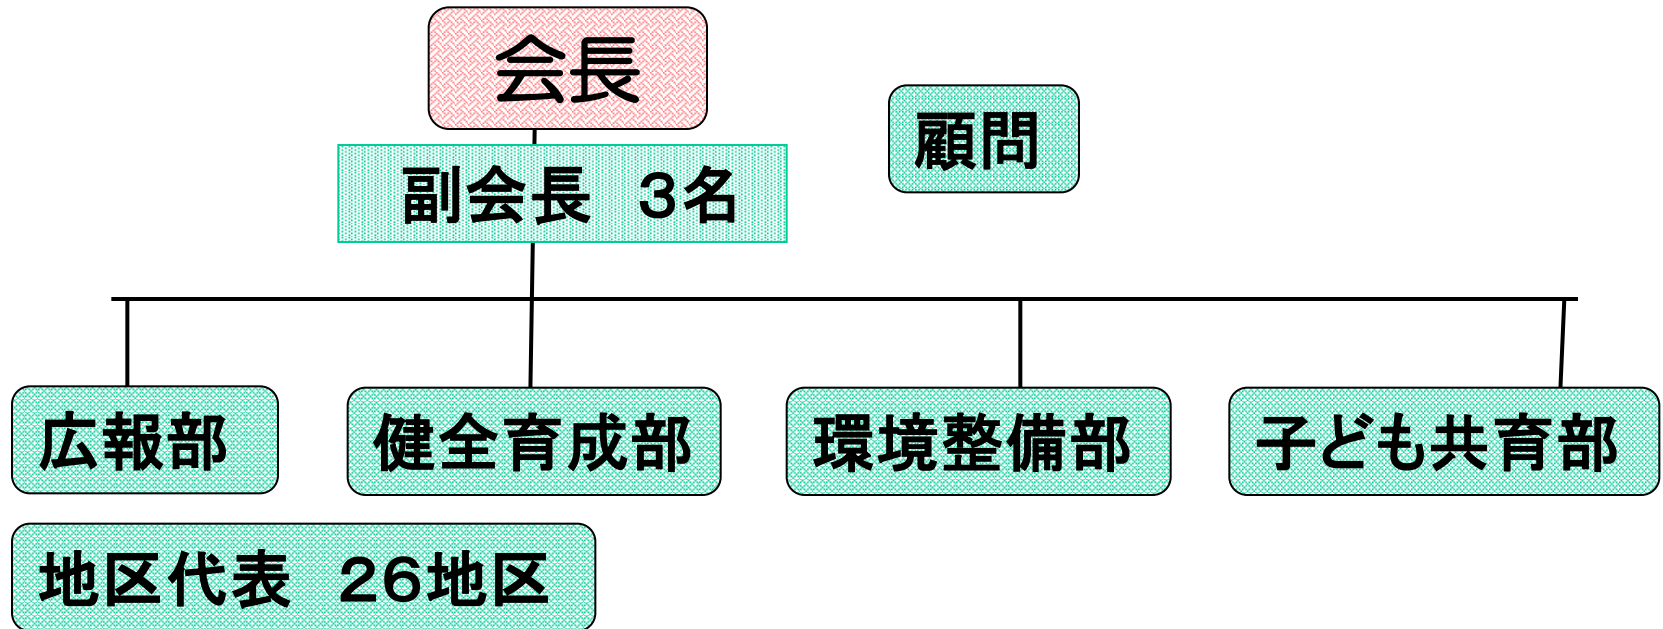 会長
顧問
副会長　３名
広報部
健全育成部
環境整備部
子ども共育部
地区代表　２６地区